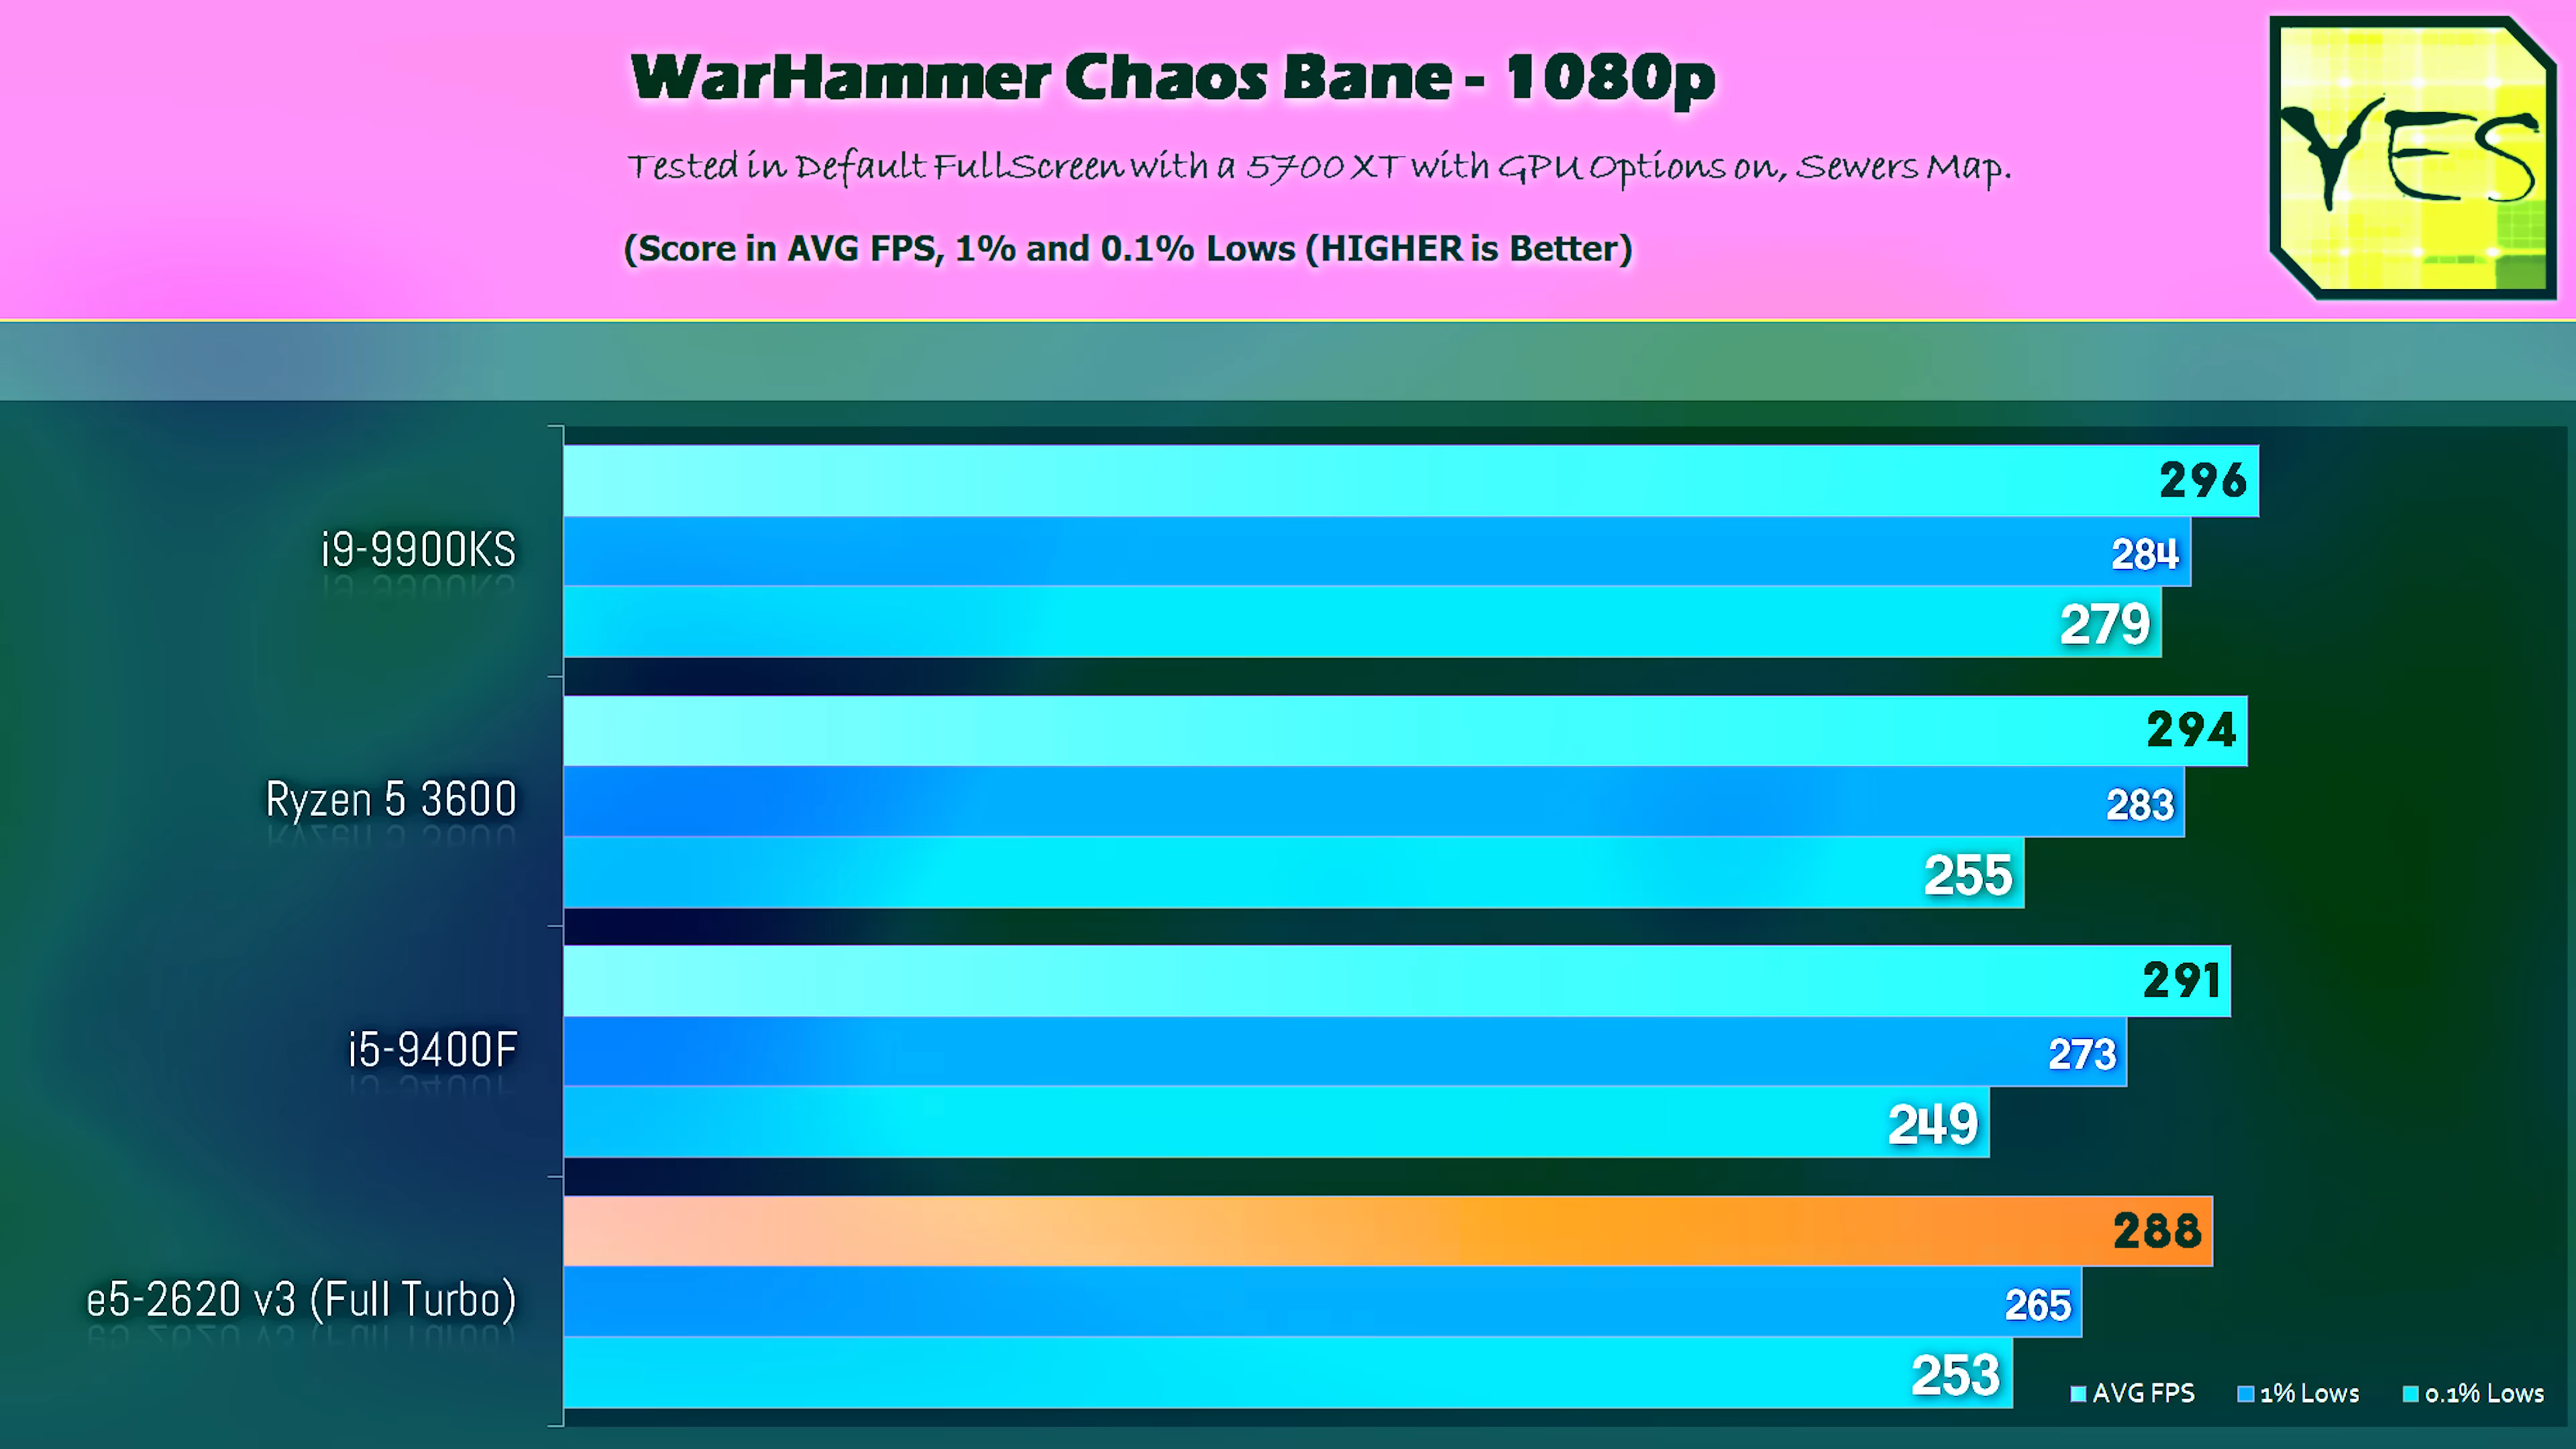 WarHammer Chaos Bane - 1080p
YES
Tested in Default FullScreen with a 5700 XT with GPU Options on, Sewers Map.
(Score in AVG FPS, 1% and 0.1% Lows (HIGHER is Better)
296
i9-9900KS
284
279
294
Ryzen 5 3600
283
255
291
i5-9400F
273
249
288
e5-2620 v3 (Full Turbo)
265
253
AVG FPS 1% Lows 0.1% Lows